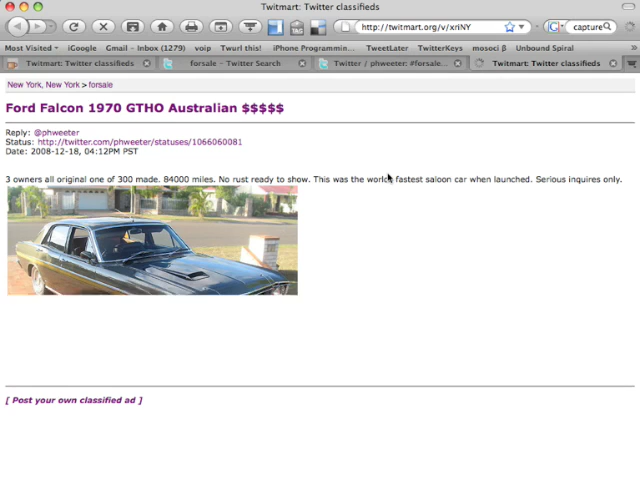 Twitmart: Twitter classifieds
http://twitmart.org/v/xriNY
capture
Most Visited
iGoogle
Gmail - Inbox (1279)
voip
Twurl this!
iPhone Programmin...
TweetLater
TwitterKeys
mosoci β
Unbound Spiral
Twitmart: Twitter classifieds
forsale - Twitter Search
Twitter / phweeter: #forsale...
Twitmart: Twitter classifieds
New York, New York > forsale
Ford Falcon 1970 GTHO Australian $$$$$
Reply: @phweeter
Status: http://twitter.com/phweeter/statuses/1066060081
Date: 2008-12-18, 04:12PM PST
3 owners all original one of 300 made. 84000 miles. No rust ready to show. This was the worlds fastest saloon car when launched. Serious inquires only.
[ Post your own classified ad ]